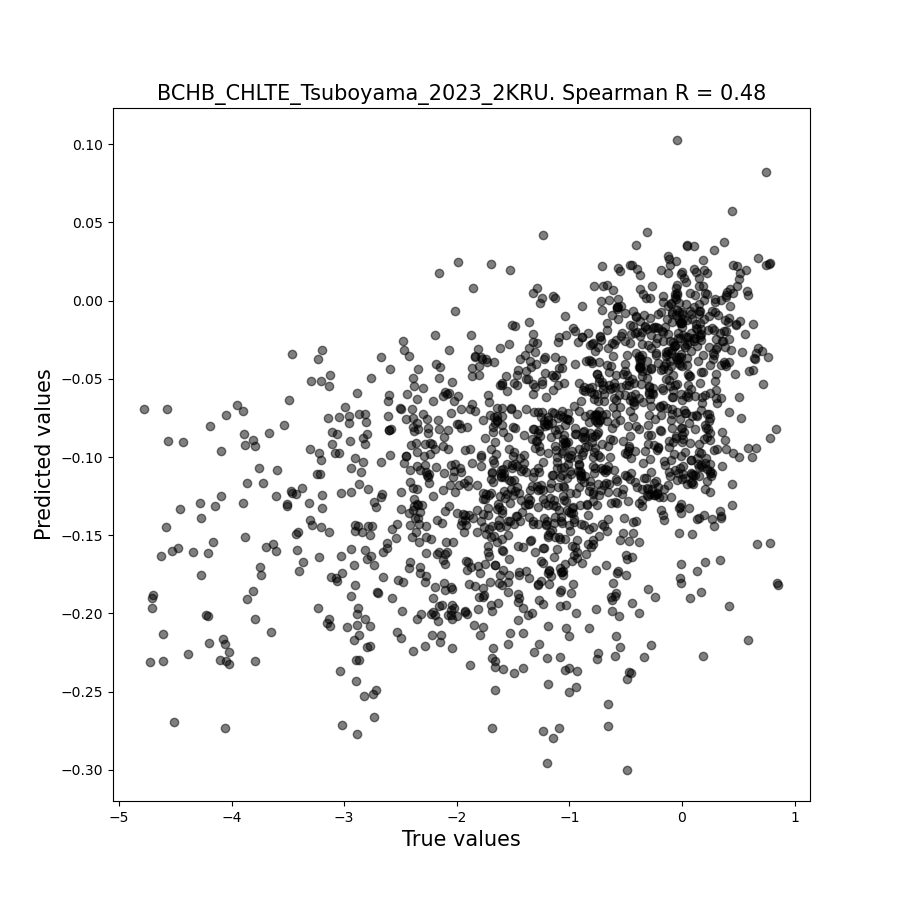 BCHB_CHLTE_Tsuboyama_2023_2KRU. Spearman R = 0.48
0.10
0.05
0.00
−0.05
−0.10
−0.15
−0.20
−0.25
−0.30
Predicted values
−5 −4 −3 −2 −1 0 1
True values